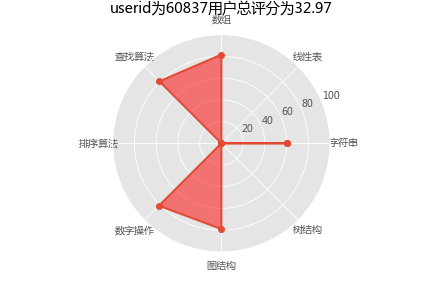 userid为60837用户总评分为32.97
数组
查找算法
线性表
100
80
60
40
20
排序算法
字符串
数字操作
树结构
图结构